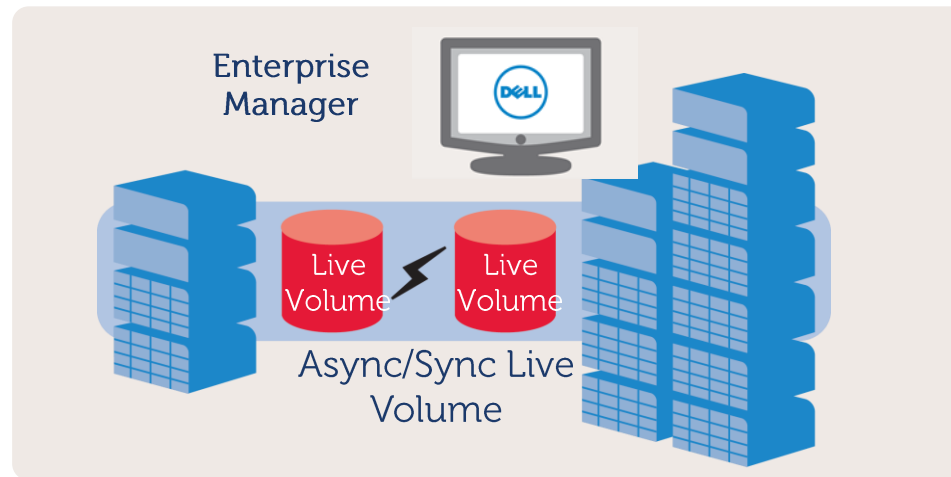 Enterprise
Manager
DELL
Live
Volume
Live
Volume
Async/Sync Live
Volume